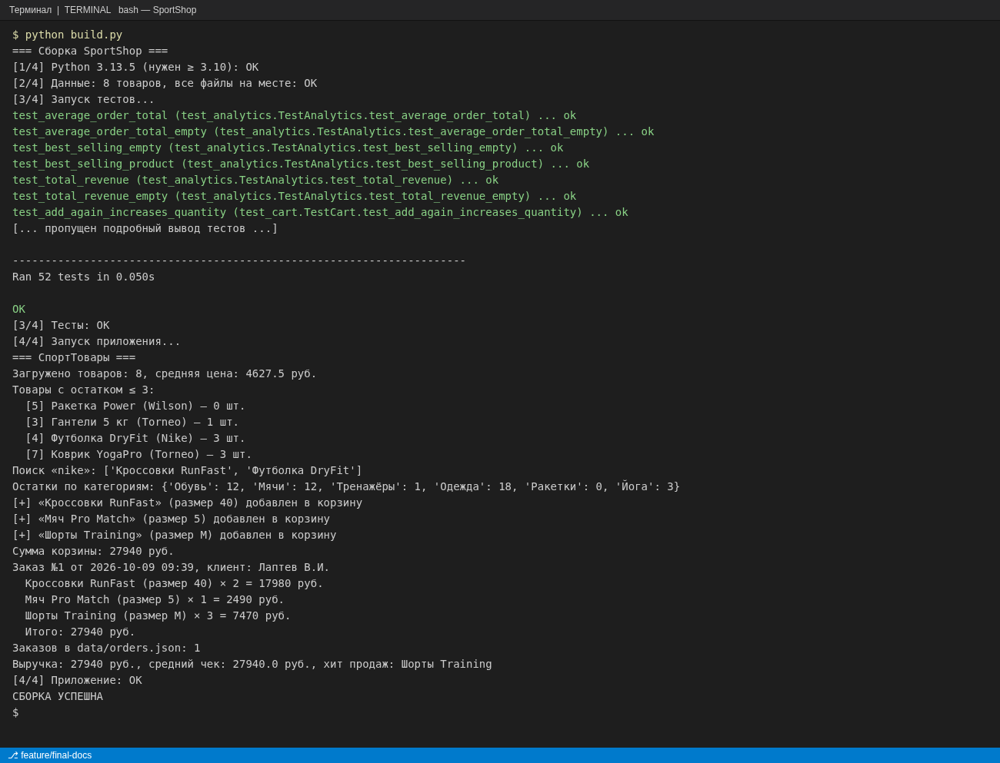 Терминал | TERMINAL bash — SportShop
$ python build.py
=== Сборка SportShop ===
[1/4] Python 3.13.5 (нужен ≥ 3.10): OK
[2/4] Данные: 8 товаров, все файлы на месте: OK
[3/4] Запуск тестов...
test_average_order_total (test_analytics.TestAnalytics.test_average_order_total) ... ok
test_average_order_total_empty (test_analytics.TestAnalytics.test_average_order_total_empty) ... ok
test_best_selling_empty (test_analytics.TestAnalytics.test_best_selling_empty) ... ok
test_best_selling_product (test_analytics.TestAnalytics.test_best_selling_product) ... ok
test_total_revenue (test_analytics.TestAnalytics.test_total_revenue) ... ok
test_total_revenue_empty (test_analytics.TestAnalytics.test_total_revenue_empty) ... ok
test_add_again_increases_quantity (test_cart.TestCart.test_add_again_increases_quantity) ... ok
[... пропущен подробный вывод тестов ...]
----------------------------------------------------------------------
Ran 52 tests in 0.050s
OK
[3/4] Тесты: OK
[4/4] Запуск приложения...
=== СпортТовары ===
Загружено товаров: 8, средняя цена: 4627.5 руб.
Товары с остатком ≤ 3:
[5] Ракетка Power (Wilson) — 0 шт.
[3] Гантели 5 кг (Torneo) — 1 шт.
[4] Футболка DryFit (Nike) — 3 шт.
[7] Коврик YogaPro (Torneo) — 3 шт.
Поиск «nike»: ['Кроссовки RunFast', 'Футболка DryFit']
Остатки по категориям: {'Обувь': 12, 'Мячи': 12, 'Тренажёры': 1, 'Одежда': 18, 'Ракетки': 0, 'Йога': 3}
[+] «Кроссовки RunFast» (размер 40) добавлен в корзину
[+] «Мяч Pro Match» (размер 5) добавлен в корзину
[+] «Шорты Training» (размер M) добавлен в корзину
Сумма корзины: 27940 руб.
Заказ №1 от 2026-10-09 09:39, клиент: Лаптев В.И.
Кроссовки RunFast (размер 40) × 2 = 17980 руб.
Мяч Pro Match (размер 5) × 1 = 2490 руб.
Шорты Training (размер M) × 3 = 7470 руб.
Итого: 27940 руб.
Заказов в data/orders.json: 1
Выручка: 27940 руб., средний чек: 27940.0 руб., хит продаж: Шорты Training
[4/4] Приложение: OK
СБОРКА УСПЕШНА
$
⎇ feature/final-docs